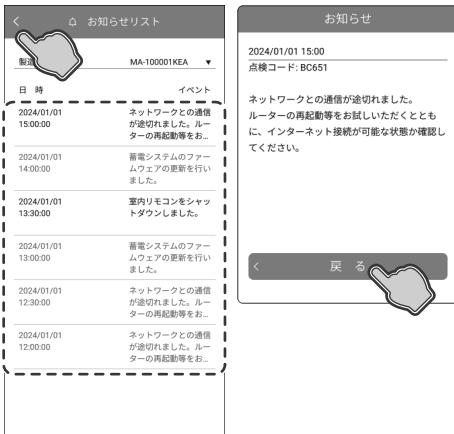 お知らせリスト
製造
MA-100001KEA ▼
日 時
イベント
2024/01/01
15:00:00
ネットワークとの通信
が途切れました。ルー
ターの再起動等をお...
2024/01/01
14:00:00
蓄電システムのファー
ムウェアの更新を行い
ました。
2024/01/01
13:30:00
室内リモコンをシャッ
トダウンしました。
2024/01/01
13:00:00
蓄電システムのファー
ムウェアの更新を行い
ました。
2024/01/01
12:30:00
ネットワークとの通信
が途切れました。ルー
ターの再起動等をお...
2024/01/01
12:00:00
ネットワークとの通信
が途切れました。ルー
ターの再起動等をお...
お知らせ
2024/01/01 15:00
点検コード: BC651
ネットワークとの通信が途切れました。
ルーターの再起動等をお試しいただくととも
に、インターネット接続が可能な状態か確認し
てください。
戻 る